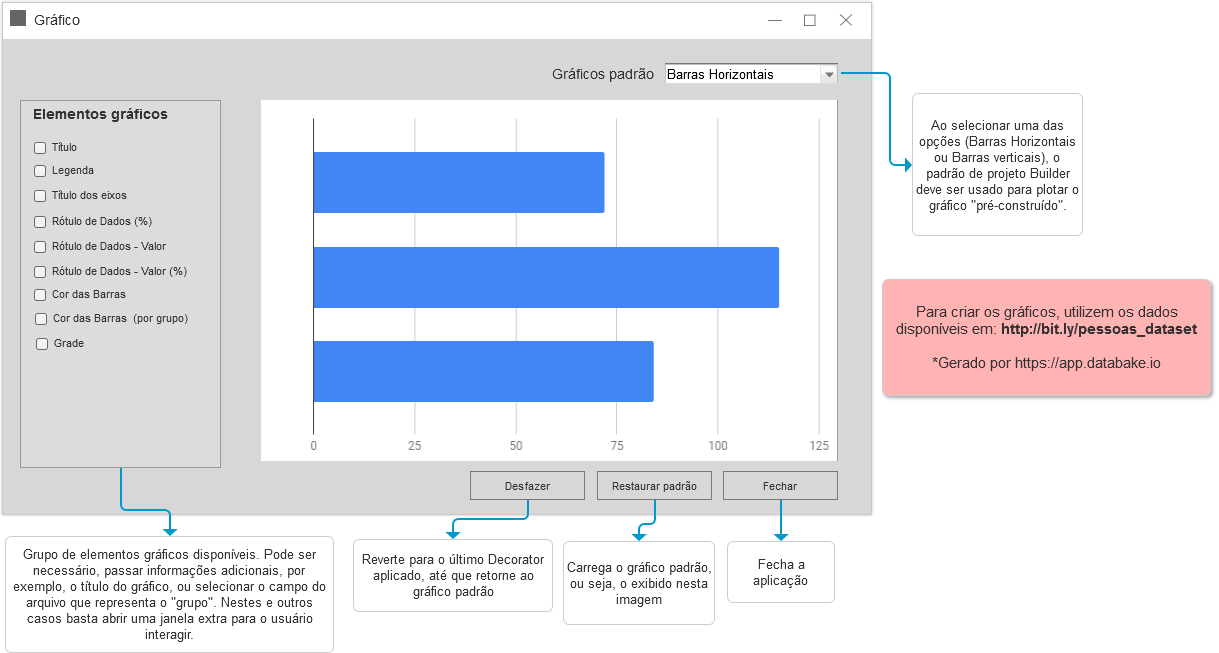 Gráfico
Gráficos padrão
Barras Horizontais
Elementos gráficos
Título
Legenda
Título dos eixos
Rótulo de Dados (%)
Rótulo de Dados - Valor
Rótulo de Dados - Valor (%)
Cor das Barras
Cor das Barras (por grupo)
Grade
0
25
50
75
100
125
Desfazer
Restaurar padrão
Fechar
Ao selecionar uma das
opções (Barras Horizontais
ou Barras verticais), o
padrão de projeto Builder
deve ser usado para plotar o
gráfico "pré-construído".
Para criar os gráficos, utilizem os dados
disponíveis em: http://bit.ly/pessoas_dataset
*Gerado por https://app.databake.io
Grupo de elementos gráficos disponíveis. Pode ser
necessário, passar informações adicionais, por
exemplo, o título do gráfico, ou selecionar o campo do
arquivo que representa o "grupo". Nestes e outros
casos basta abrir uma janela extra para o usuário
interagir.
Reverte para o último Decorator
aplicado, até que retorne ao
gráfico padrão
Carrega o gráfico padrão,
ou seja, o exibido nesta
imagem
Fecha a
aplicação